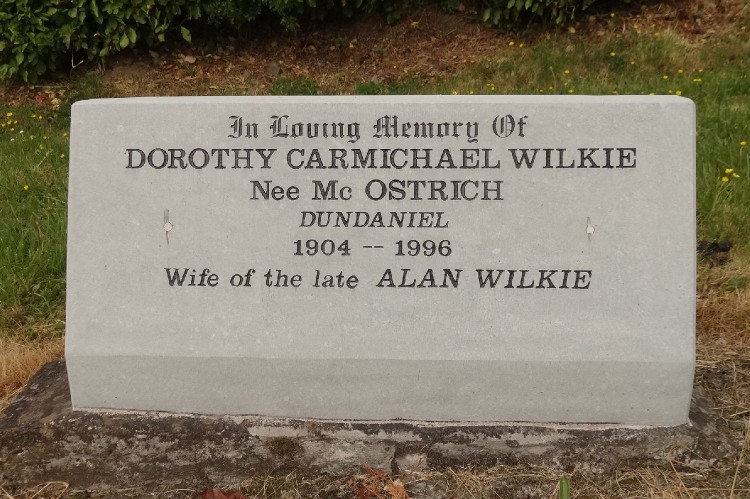 In Loving Memory Of
DOROTHY CARMICHAEL WILKIE
Nee Mc OSTRICH
DUNDANIEL
1904 -- 1996
Wife of the late ALAN WILKIE